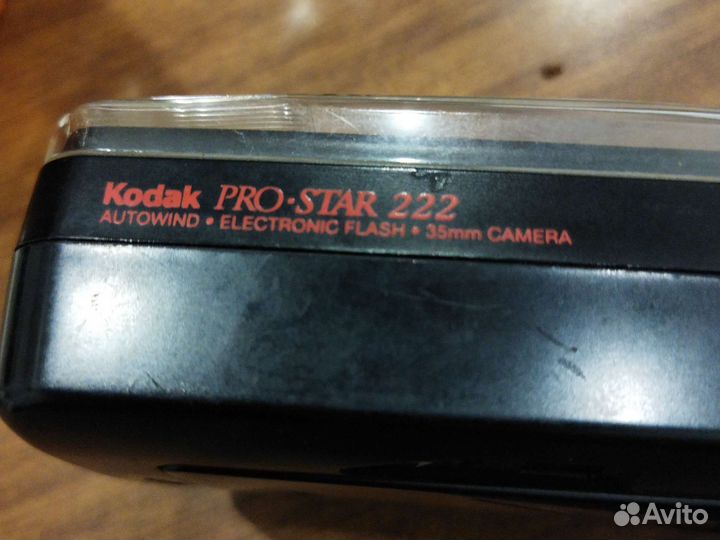 Kodak PRO·STAR 222
AUTOWIND • ELECTRONIC FLASH • 35mm CAMERA
Avito